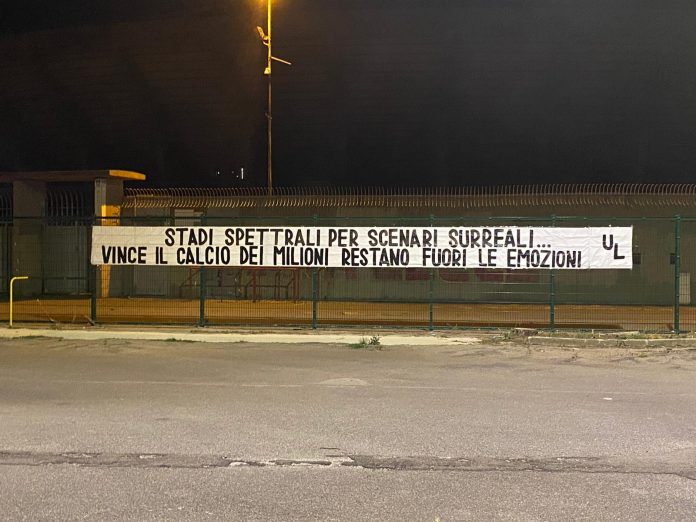 STADI SPETTRALI PER SCENARI SURREALI...
VINCE IL CALCIO DEI MILIONI RESTANO FUORI LE EMOZIONI
UL